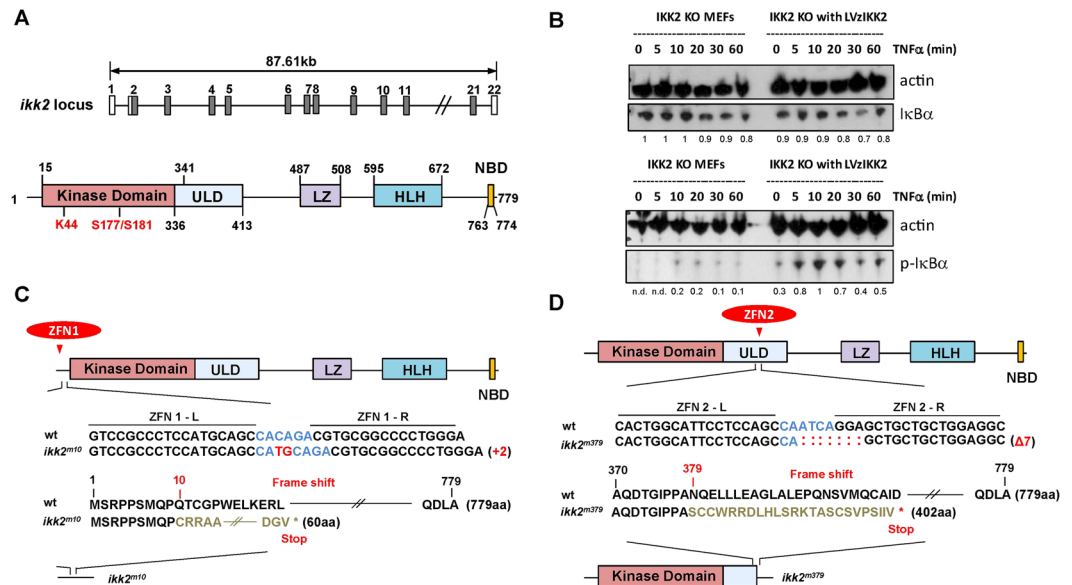 A
87.61kb
ikk2 locus
1 2 3 4 5 6 78 9 10 11 21 22
15 341 487 508 595 672 NBD
1 Kinase Domain ULD LZ HLH 779
K44 S177/S181 336 413 763 774
B
IKK2 KO MEFs IKK2 KO with LVzIKK2
0 5 10 20 30 60 0 5 10 20 30 60 TNFα (min)
actin
IκBα
1 1 1 0.9 0.9 0.8 0.9 0.9 0.9 0.8 0.7 0.8
IKK2 KO MEFs IKK2 KO with LVzIKK2
0 5 10 20 30 60 0 5 10 20 30 60 TNFα (min)
actin
p-IκBα
n.d. n.d. 0.2 0.2 0.1 0.1 0.3 0.8 1 0.7 0.4 0.5
C
ZFN1
Kinase Domain ULD LZ HLH
NBD
ZFN 1 - L ZFN 1 - R
wt GTCCGCCCTCCATGCAGCCACAGACGTGCGGCCCCTGGGA
ikk2m10 GTCCGCCCTCCATGCAGCCATGCAGACGTGCGGCCCCTGGGA (+2)
1 10 Frame shift 779
wt MSRPPSMQPQTCGPWELKERL QDLA (779aa)
ikk2m10 MSRPPSMQPCRRAA DGV * (60aa)
Stop
ikk2m10
D
ZFN2
Kinase Domain ULD LZ HLH
NBD
ZFN 2 - L ZFN 2 - R
wt CACTGGCATTCCTCCAGCCAATCAGGAGCTGCTGCTGGAGGC
ikk2m379 CACTGGCATTCCTCCAGCCA:::::::GCTGCTGCTGGAGGC (Δ7)
370 379 Frame shift 779
wt AQDTGIPPANQELLLEAGLALEPQNSVMQCAID QDLA (779aa)
ikk2m379 AQDTGIPPASCCWRRDLHLSRKTASCSVPSIIV * (402aa)
Stop
Kinase Domain ikk2m379